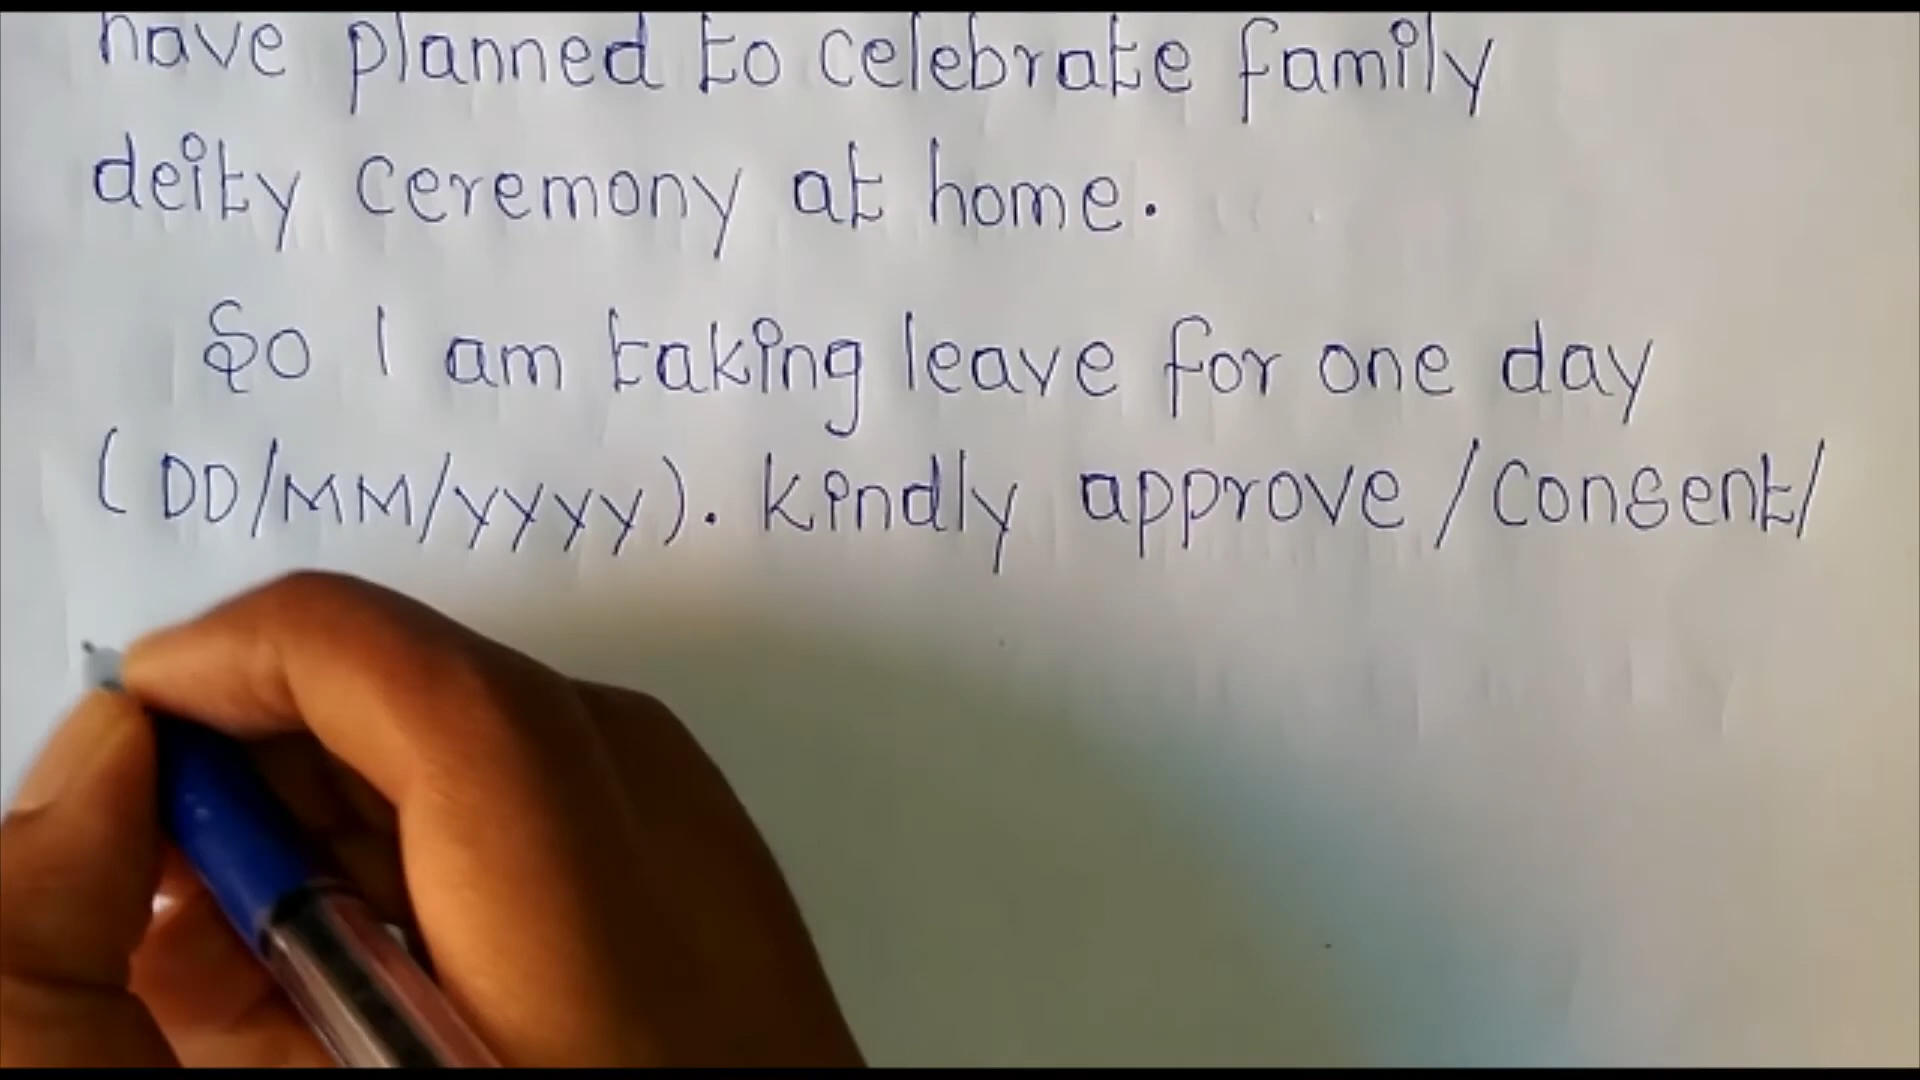 have planned to celebrate family
deity ceremony at home.
So I am taking leave for one day
(DD/MM/YYYY). Kindly approve/Consent/